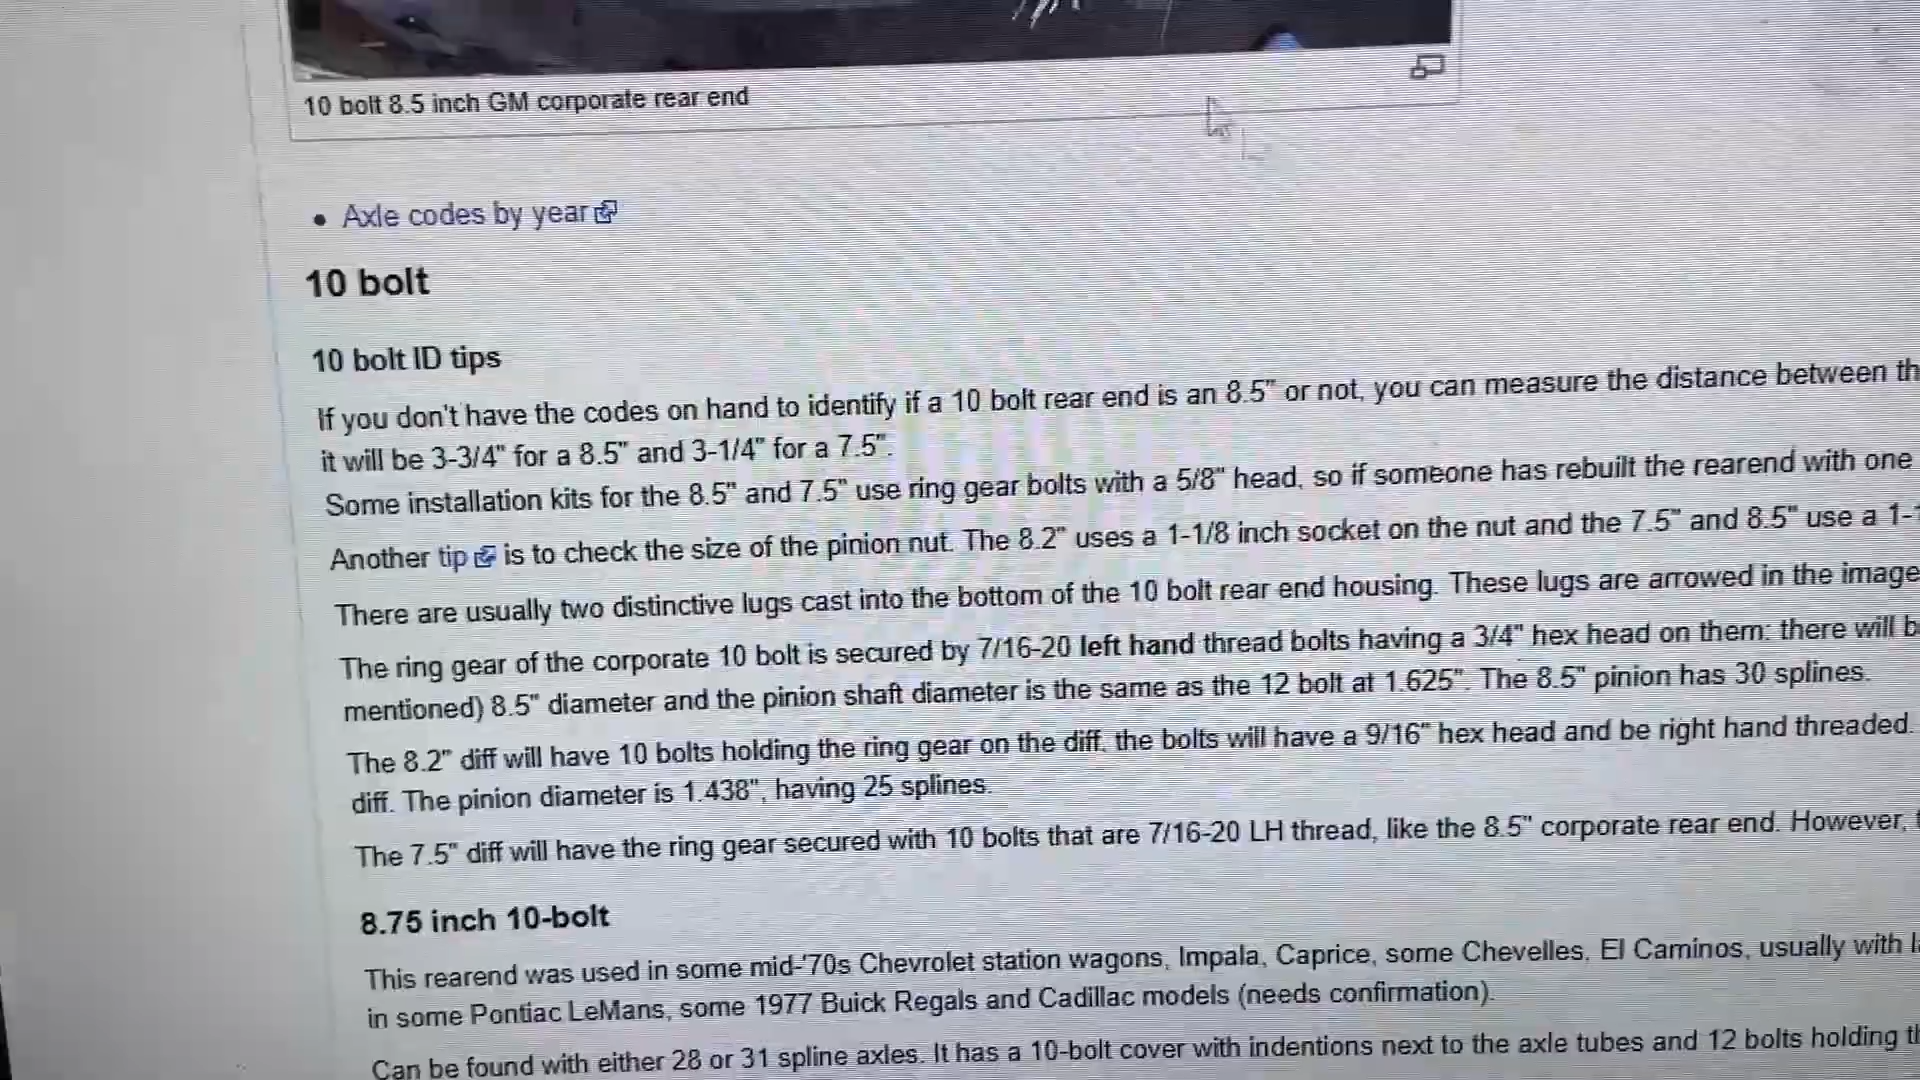 10 bolt 8.5 inch GM corporate rear end
Axle codes by year
10 bolt
10 bolt ID tips
If you don't have the codes on hand to identify if a 10 bolt rear end is an 8.5" or not, you can measure the distance between th
it will be 3-3/4" for a 8.5" and 3-1/4" for a 7.5".
Some installation kits for the 8.5" and 7.5" use ring gear bolts with a 5/8" head, so if someone has rebuilt the rearend with one
Another tip is to check the size of the pinion nut. The 8.2" uses a 1-1/8 inch socket on the nut and the 7.5" and 8.5" use a 1-
There are usually two distinctive lugs cast into the bottom of the 10 bolt rear end housing. These lugs are arrowed in the image
The ring gear of the corporate 10 bolt is secured by 7/16-20 left hand thread bolts having a 3/4" hex head on them: there will b
mentioned) 8.5" diameter and the pinion shaft diameter is the same as the 12 bolt at 1.625". The 8.5" pinion has 30 splines.
The 8.2" diff will have 10 bolts holding the ring gear on the diff, the bolts will have a 9/16" hex head and be right hand threaded.
diff. The pinion diameter is 1.438", having 25 splines.
The 7.5" diff will have the ring gear secured with 10 bolts that are 7/16-20 LH thread, like the 8.5" corporate rear end. However,
8.75 inch 10-bolt
This rearend was used in some mid-'70s Chevrolet station wagons, Impala, Caprice, some Chevelles, El Caminos, usually with
in some Pontiac LeMans, some 1977 Buick Regals and Cadillac models (needs confirmation).
Can be found with either 28 or 31 spline axles. It has a 10-bolt cover with indentions next to the axle tubes and 12 bolts holding